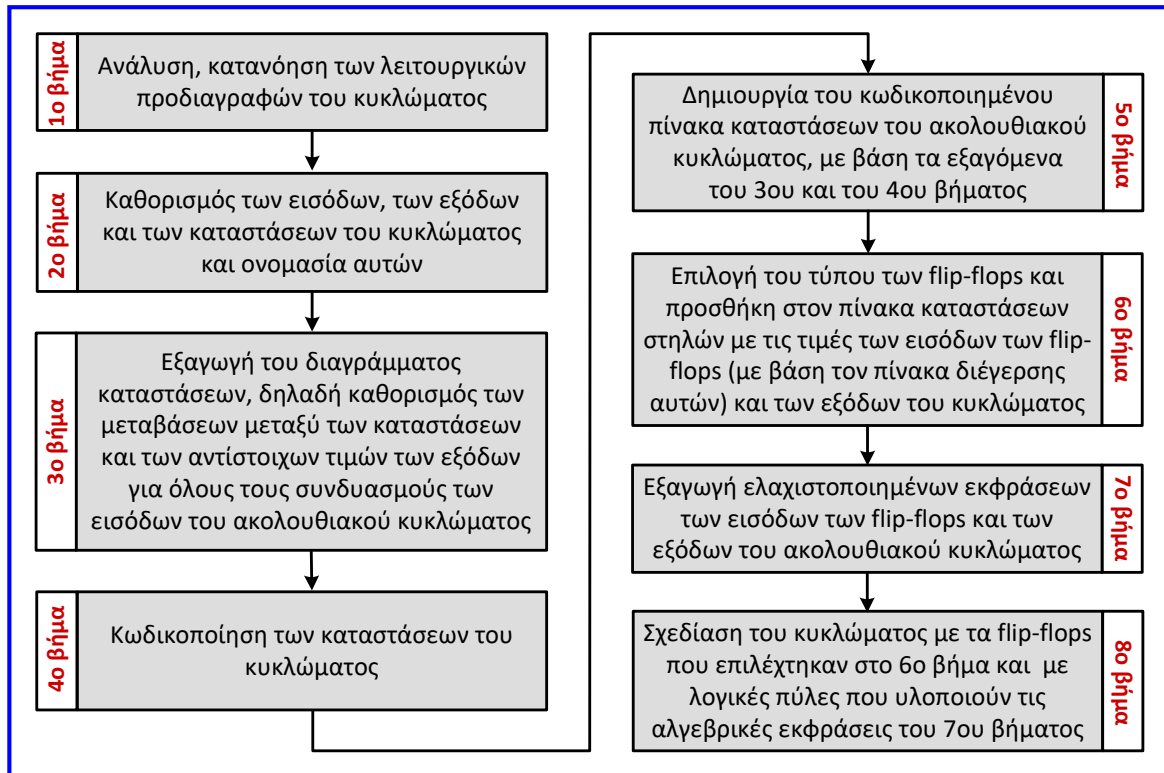 1ο βήμα
Ανάλυση, κατανόηση των λειτουργικών
προδιαγραφών του κυκλώματος
2ο βήμα
Καθορισμός των εισόδων, των εξόδων
και των καταστάσεων του κυκλώματος
και ονομασία αυτών
3ο βήμα
Εξαγωγή του διαγράμματος
καταστάσεων, δηλαδή καθορισμός των
μεταβάσεων μεταξύ των καταστάσεων
και των αντίστοιχων τιμών των εξόδων
για όλους τους συνδυασμούς των
εισόδων του ακολουθιακού κυκλώματος
4ο βήμα
Κωδικοποίηση των καταστάσεων του
κυκλώματος
5ο βήμα
Δημιουργία του κωδικοποιημένου
πίνακα καταστάσεων του ακολουθιακού
κυκλώματος, με βάση τα εξαγόμενα
του 3ου και του 4ου βήματος
6ο βήμα
Επιλογή του τύπου των flip-flops και
προσθήκη στον πίνακα καταστάσεων
στηλών με τις τιμές των εισόδων των flip-
flops (με βάση τον πίνακα διέγερσης
αυτών) και των εξόδων του κυκλώματος
7ο βήμα
Εξαγωγή ελαχιστοποιημένων εκφράσεων
των εισόδων των flip-flops και των
εξόδων του ακολουθιακού κυκλώματος
8ο βήμα
Σχεδίαση του κυκλώματος με τα flip-flops
που επιλέχτηκαν στο 6ο βήμα και με
λογικές πύλες που υλοποιούν τις
αλγεβρικές εκφράσεις του 7ου βήματος